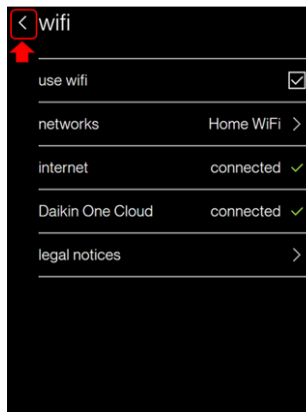 wifi
use wifi
networks Home WiFi
internet connected
Daikin One Cloud connected
legal notices